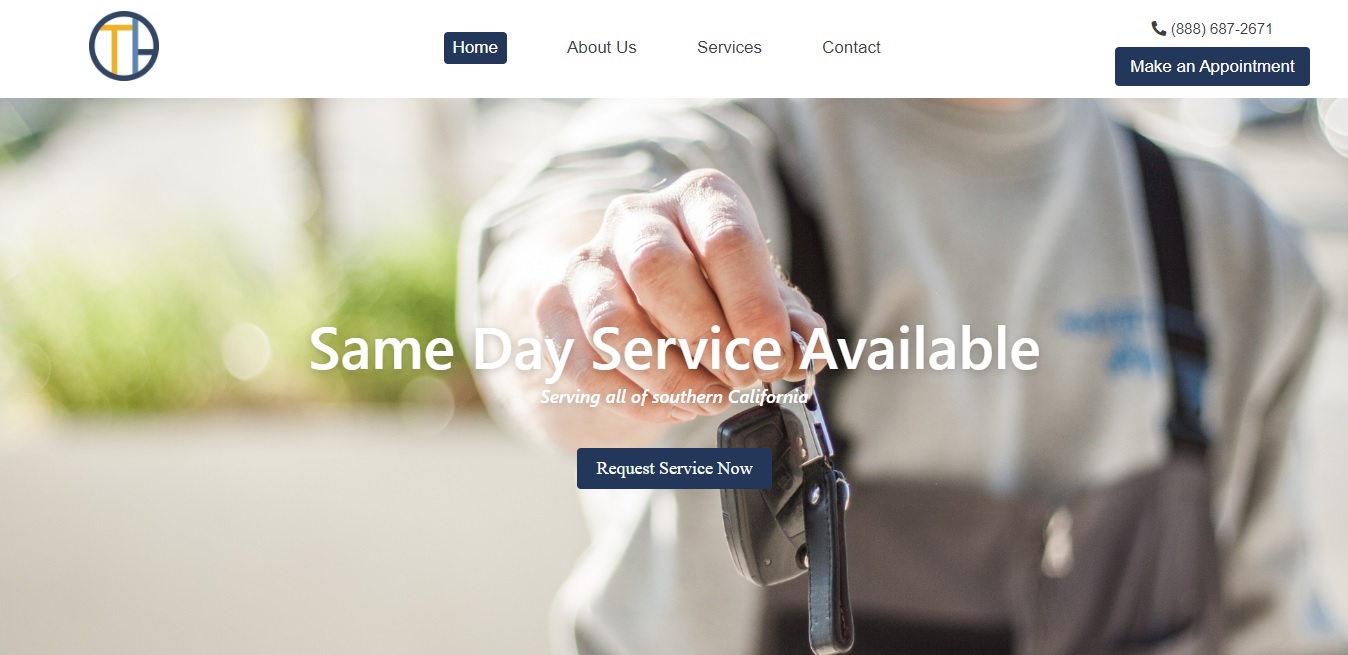 TH
Home
About Us
Services
Contact
(888) 687-2671
Make an Appointment
Same Day Service Available
Serving all of southern California
Request Service Now